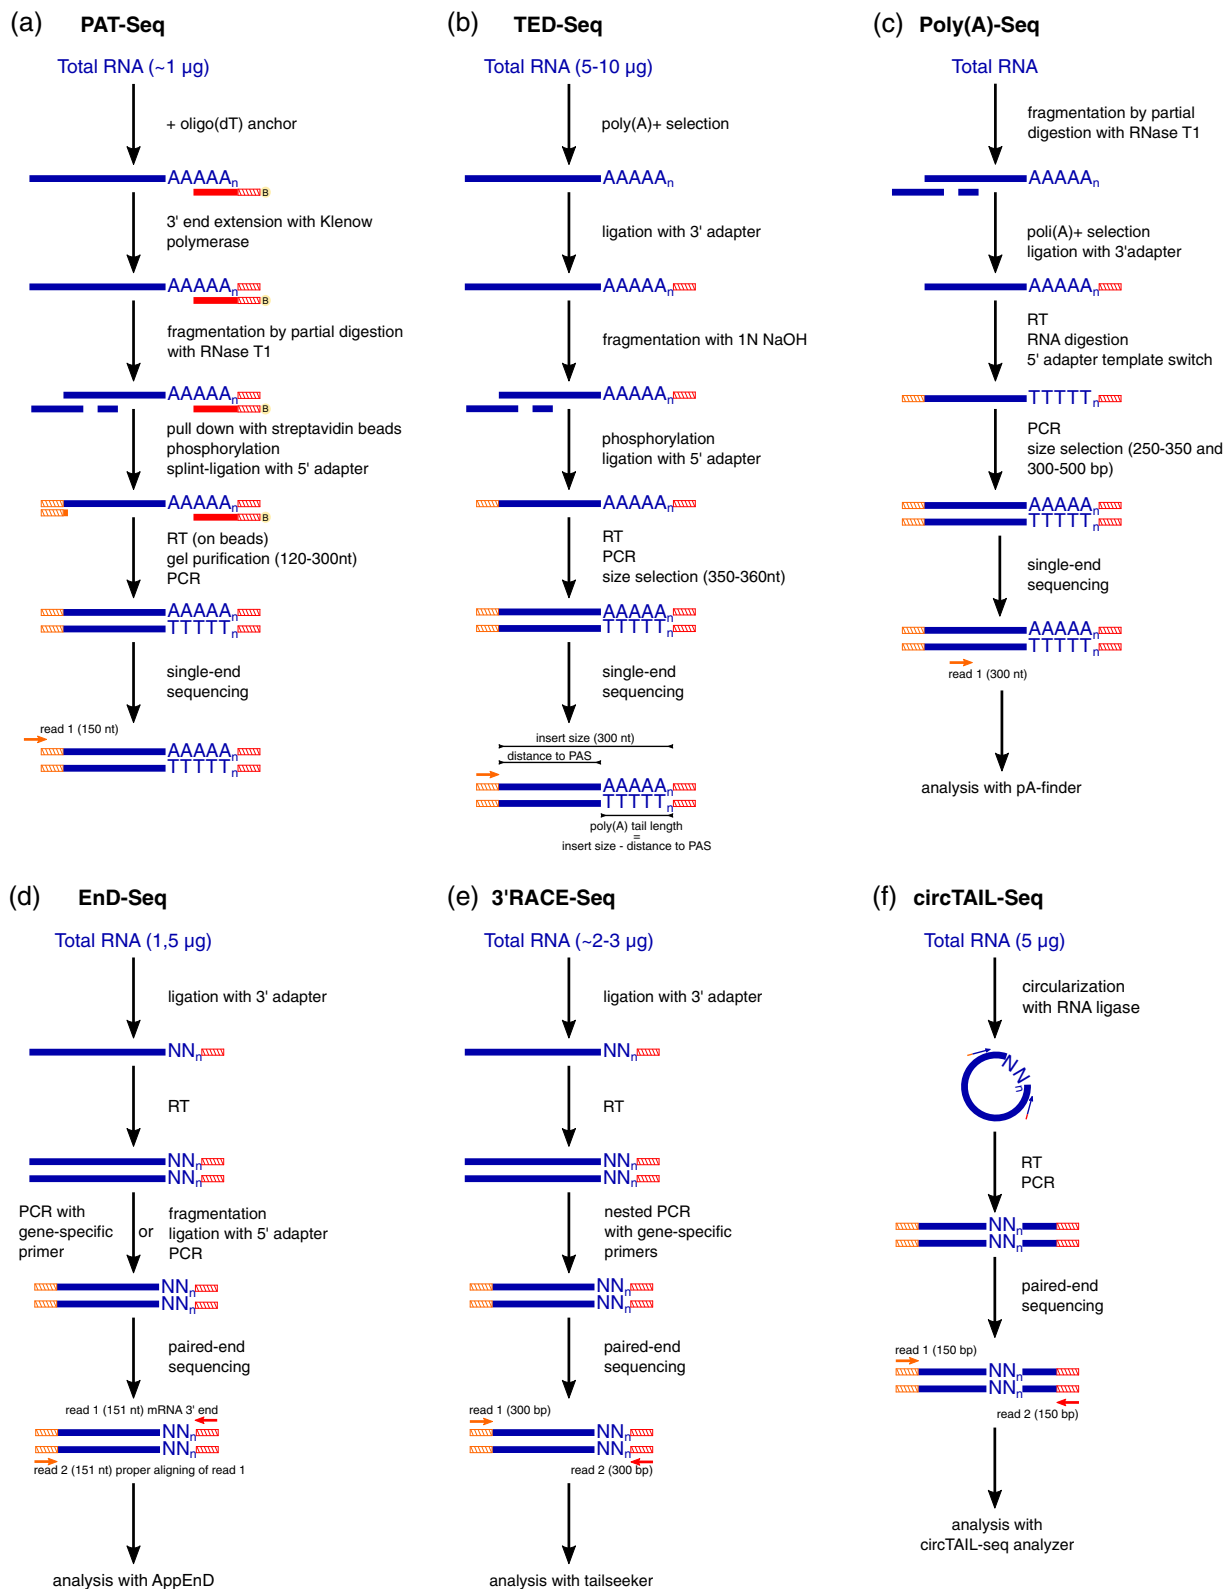 (a) PAT-Seq
Total RNA (~1 µg)
+ oligo(dT) anchor
AAAAAn
B
3' end extension with Klenow
polymerase
AAAAAn
B
fragmentation by partial digestion
with RNase T1
AAAAAn
B
pull down with streptavidin beads
phosphorylation
splint-ligation with 5' adapter
AAAAAn
B
RT (on beads)
gel purification (120-300nt)
PCR
AAAAAn
TTTTTn
single-end
sequencing
read 1 (150 nt)
AAAAAn
TTTTTn
(b) TED-Seq
Total RNA (5-10 µg)
poly(A)+ selection
AAAAAn
ligation with 3' adapter
AAAAAn
fragmentation with 1N NaOH
AAAAAn
phosphorylation
ligation with 5' adapter
AAAAAn
RT
PCR
size selection (350-360nt)
AAAAAn
TTTTTn
single-end
sequencing
insert size (300 nt)
distance to PAS
AAAAAn
TTTTTn
poly(A) tail length
=
insert size - distance to PAS
(c) Poly(A)-Seq
Total RNA
fragmentation by partial
digestion with RNase T1
AAAAAn
poli(A)+ selection
ligation with 3'adapter
AAAAAn
RT
RNA digestion
5' adapter template switch
TTTTTn
PCR
size selection (250-350 and
300-500 bp)
AAAAAn
TTTTTn
single-end
sequencing
AAAAAn
TTTTTn
read 1 (300 nt)
analysis with pA-finder
(d) EnD-Seq
Total RNA (1,5 µg)
ligation with 3' adapter
NNn
RT
NNn
NNn
PCR with
gene-specific
primer
or
fragmentation
ligation with 5' adapter
PCR
NNn
NNn
paired-end
sequencing
read 1 (151 nt) mRNA 3' end
NNn
NNn
read 2 (151 nt) proper aligning of read 1
analysis with AppEnD
(e) 3'RACE-Seq
Total RNA (~2-3 µg)
ligation with 3' adapter
NNn
RT
NNn
NNn
nested PCR
with gene-specific
primers
NNn
NNn
paired-end
sequencing
read 1 (300 bp)
NNn
NNn
read 2 (300 bp)
analysis with tailseeker
(f) circTAIL-Seq
Total RNA (5 µg)
circularization
with RNA ligase
NNn
RT
PCR
NNn
NNn
paired-end
sequencing
read 1 (150 bp)
NNn
NNn
read 2 (150 bp)
analysis with
circTAIL-seq analyzer